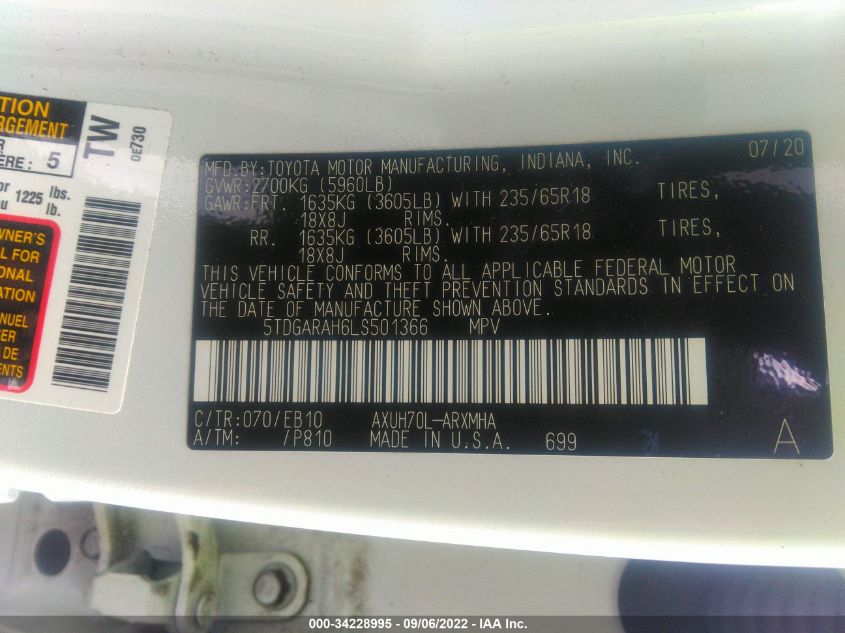 TION
RGEMENT
R
ERE: 5
or 1225 lbs.
u lb.
WNER'S
L FOR
ONAL
ATION
NUEL
ER
DE
ENTS
TW
0E730
MFD.BY:TOYOTA MOTOR MANUFACTURING, INDIANA, INC. 07/20
GVWR:2700KG (5960LB)
GAWR:FRT. 1635KG (3605LB) WITH 235/65R18 TIRES,
18X8J RIMS.
RR. 1635KG (3605LB) WITH 235/65R18 TIRES,
18X8J RIMS.
THIS VEHICLE CONFORMS TO ALL APPLICABLE FEDERAL MOTOR
VEHICLE SAFETY AND THEFT PREVENTION STANDARDS IN EFFECT ON
THE DATE OF MANUFACTURE SHOWN ABOVE.
5TDGARAH6LS501366 MPV
C/TR:070/EB10 AXUH70L-ARXMHA
A/TM: /P810 MADE IN U.S.A. 699 A
000-34228995 - 09/06/2022 - IAA Inc.